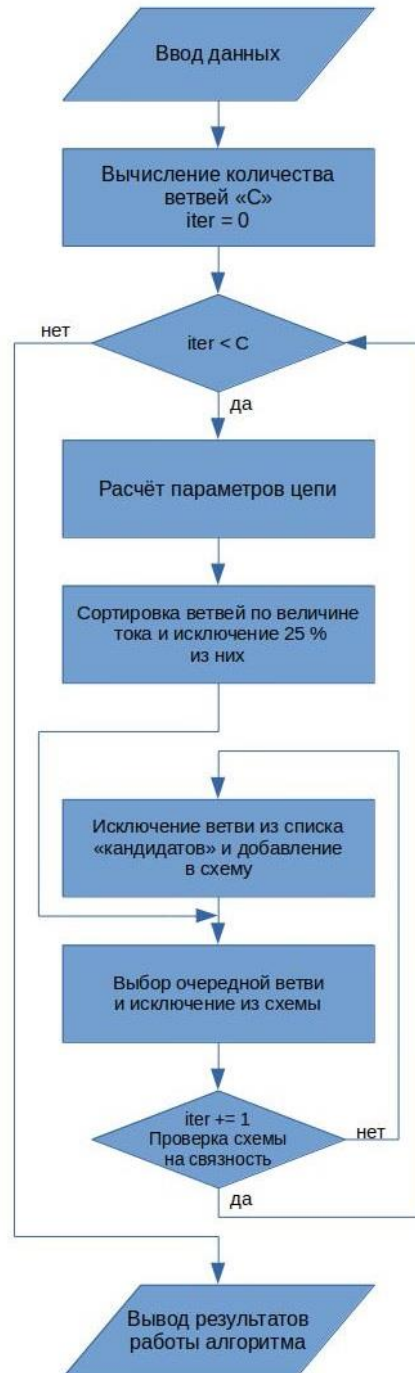 Ввод данных
Вычисление количества
ветвей «С»
iter = 0
нет
iter < C
да
Расчёт параметров цепи
Сортировка ветвей по величине
тока и исключение 25 %
из них
Исключение ветви из списка
«кандидатов» и добавление
в схему
Выбор очередной ветви
и исключение из схемы
iter += 1
Проверка схемы
на связность
нет
да
Вывод результатов
работы алгоритма